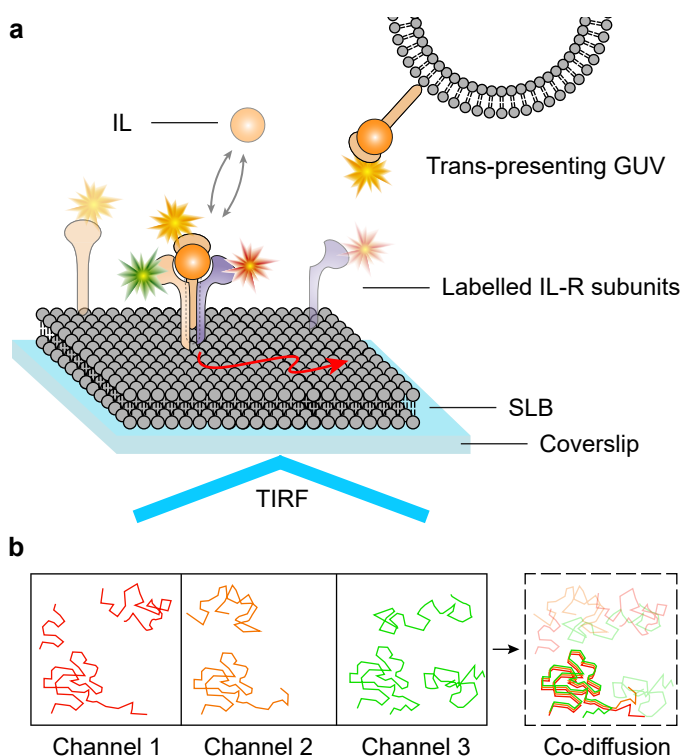 a
IL
Trans-presenting GUV
Labelled IL-R subunits
SLB
Coverslip
TIRF
b
Channel 1
Channel 2
Channel 3
Co-diffusion